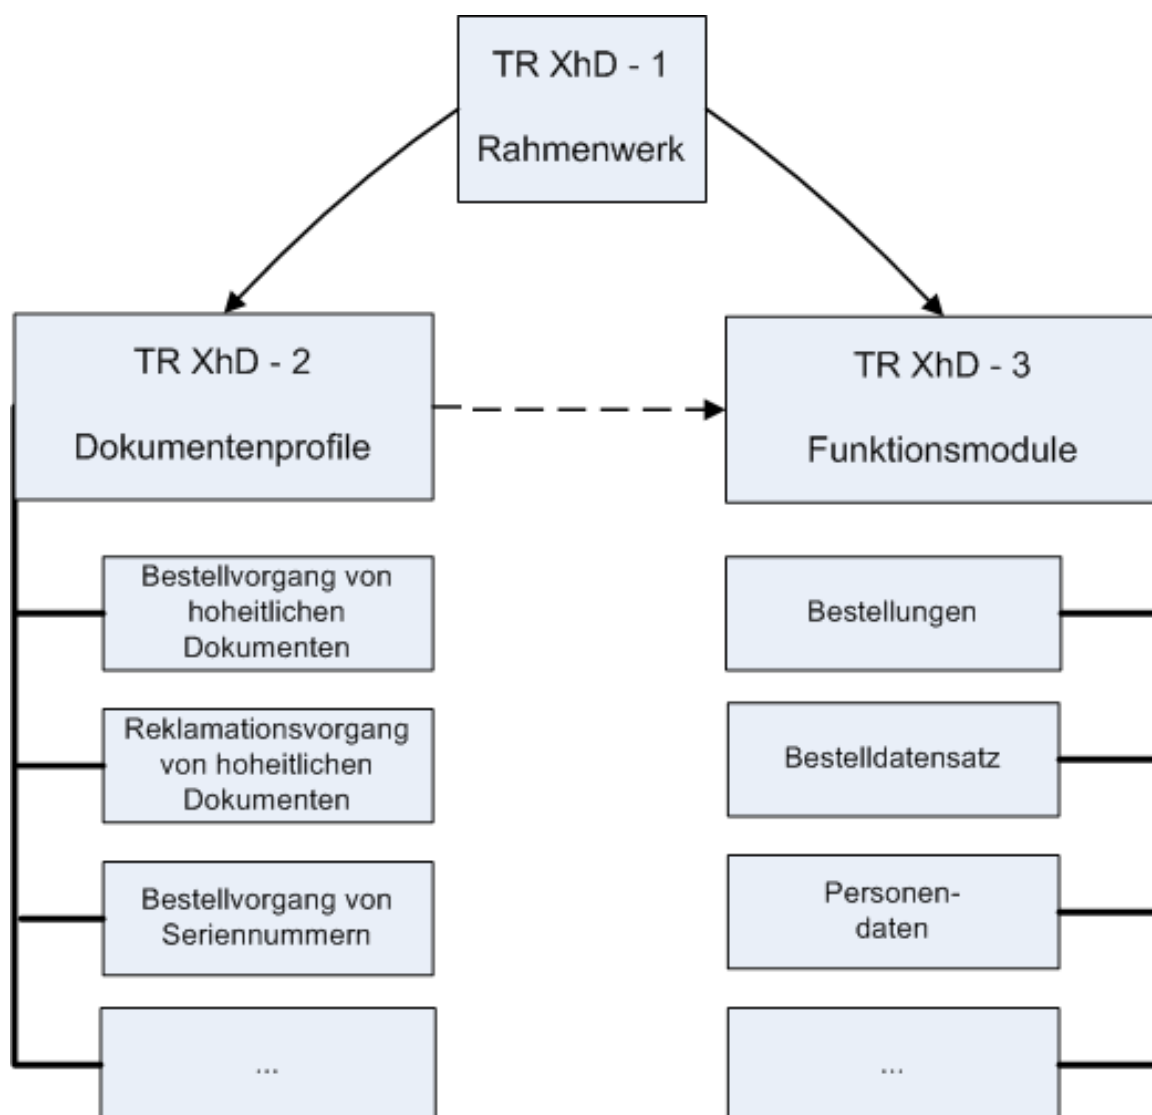 TR XhD - 1
Rahmenwerk
TR XhD - 2
Dokumentenprofile
TR XhD - 3
Funktionsmodule
Bestellvorgang von
hoheitlichen
Dokumenten
Reklamationsvorgang
von hoheitlichen
Dokumenten
Bestellvorgang von
Seriennummern
...
Bestellungen
Bestelldatensatz
Personen-
daten
...